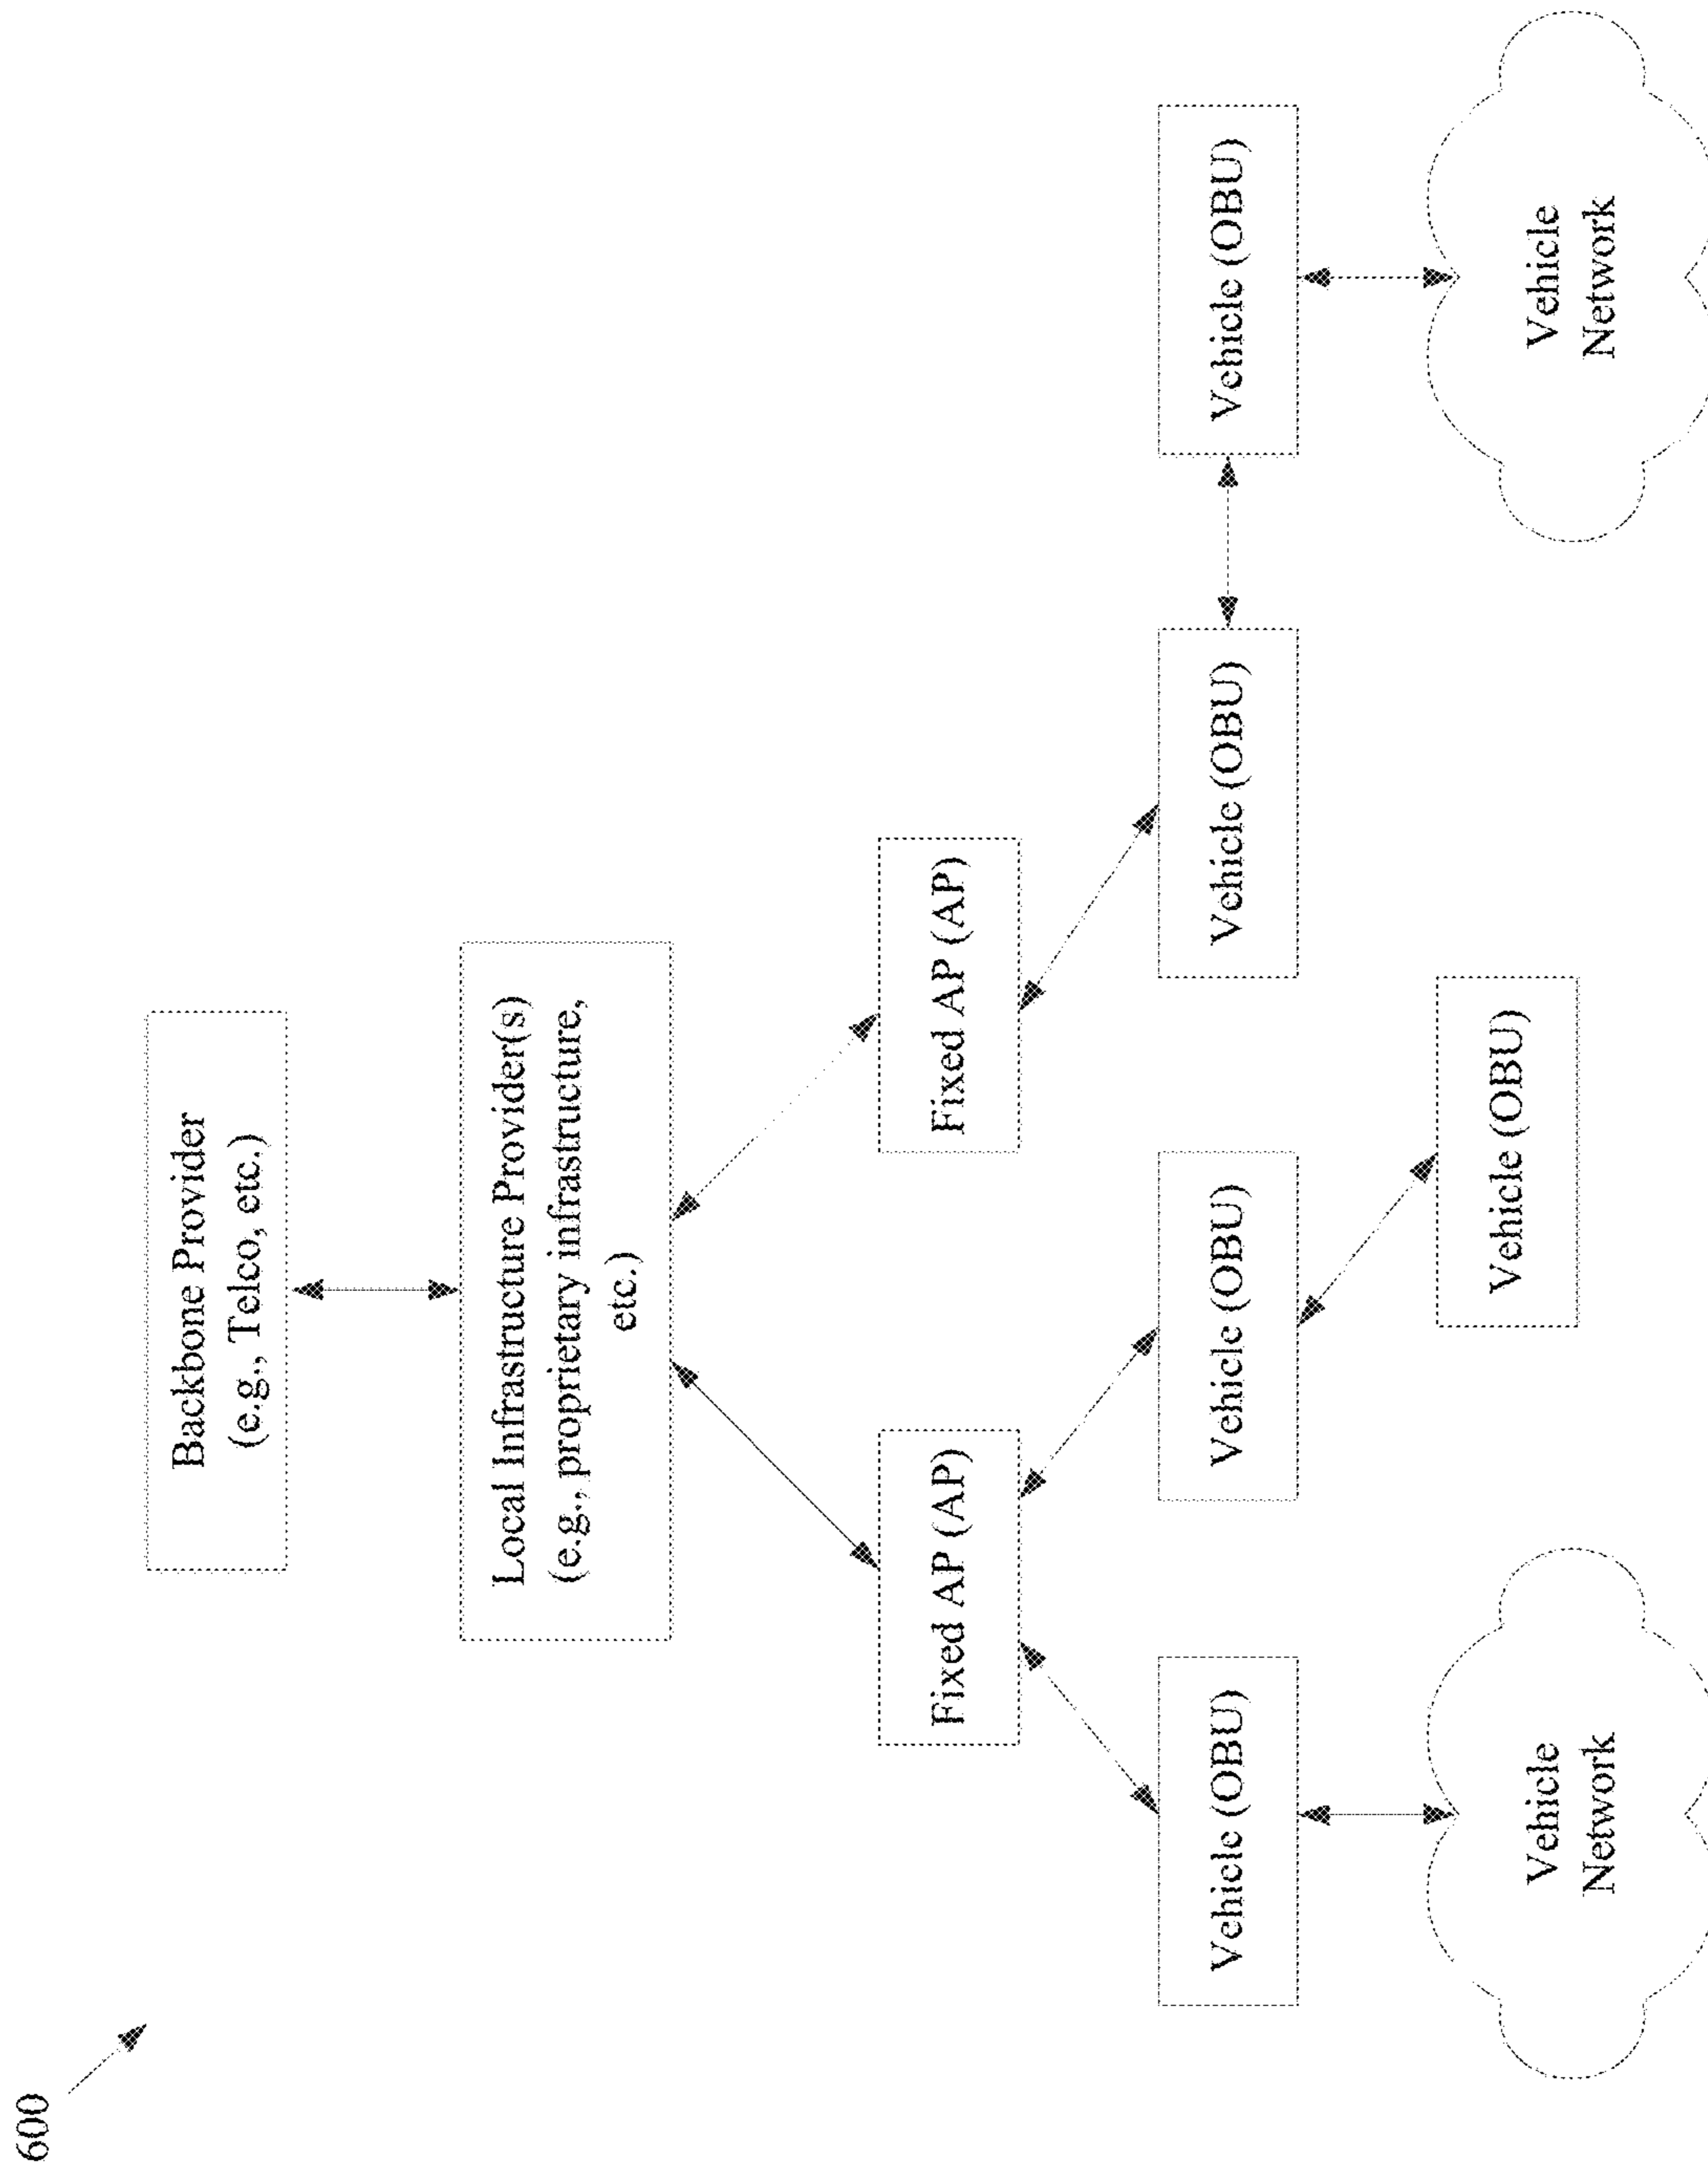 600
Backbone Provider
(e.g., Telco, etc.)
Local Infrastructure Provider(s)
(e.g., proprietary infrastructure,
etc.)
Fixed AP (AP)
Fixed AP (AP)
Vehicle (OBU)
Vehicle (OBU)
Vehicle (OBU)
Vehicle (OBU)
Vehicle (OBU)
Vehicle
Network
Vehicle
Network